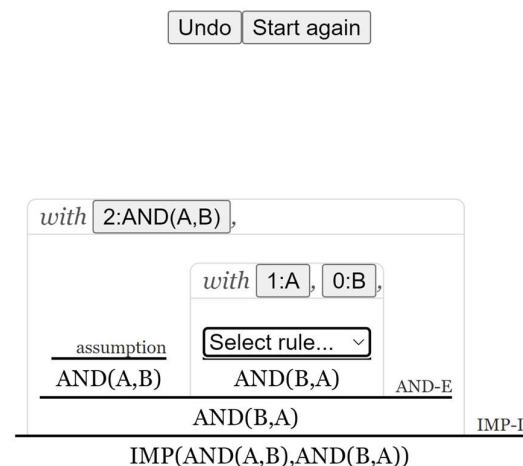 Undo Start again
with 2:AND(A,B) ,
with 1:A , 0:B ,
assumption Select rule...
AND(A,B) AND(B,A) AND-E
AND(B,A) IMP-I
IMP(AND(A,B),AND(B,A))